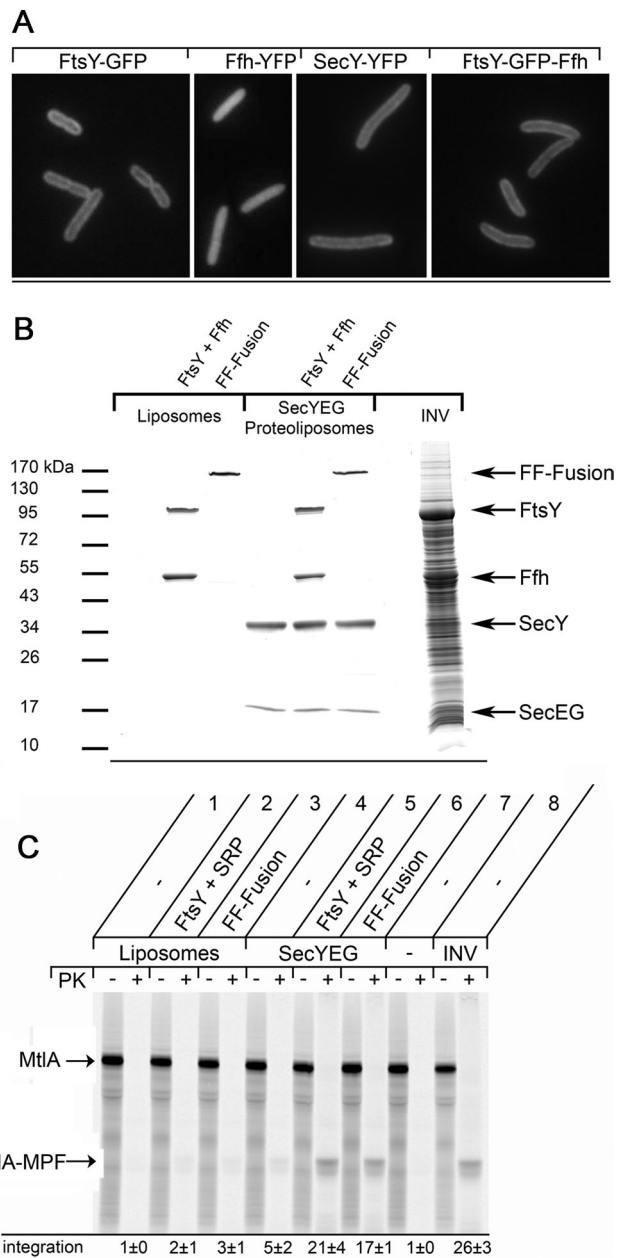 A
FtsY-GFP Ffh-YFP SecY-YFP FtsY-GFP-Ffh
B
FtsY + Ffh FF-Fusion FtsY + Ffh FF-Fusion
Liposomes SecYEG Proteoliposomes INV
170 kDa FF-Fusion
130
95 FtsY
72
55 Ffh
43
34 SecY
26
17 SecEG
10
C
1 2 3 4 5 6 7 8
- FtsY + SRP FF-Fusion - FtsY + SRP FF-Fusion - -
Liposomes SecYEG - INV
PK - + - + - + - + - + - + - + - +
MtlA
IA-MPF
integration 1±0 2±1 3±1 5±2 21±4 17±1 1±0 26±3